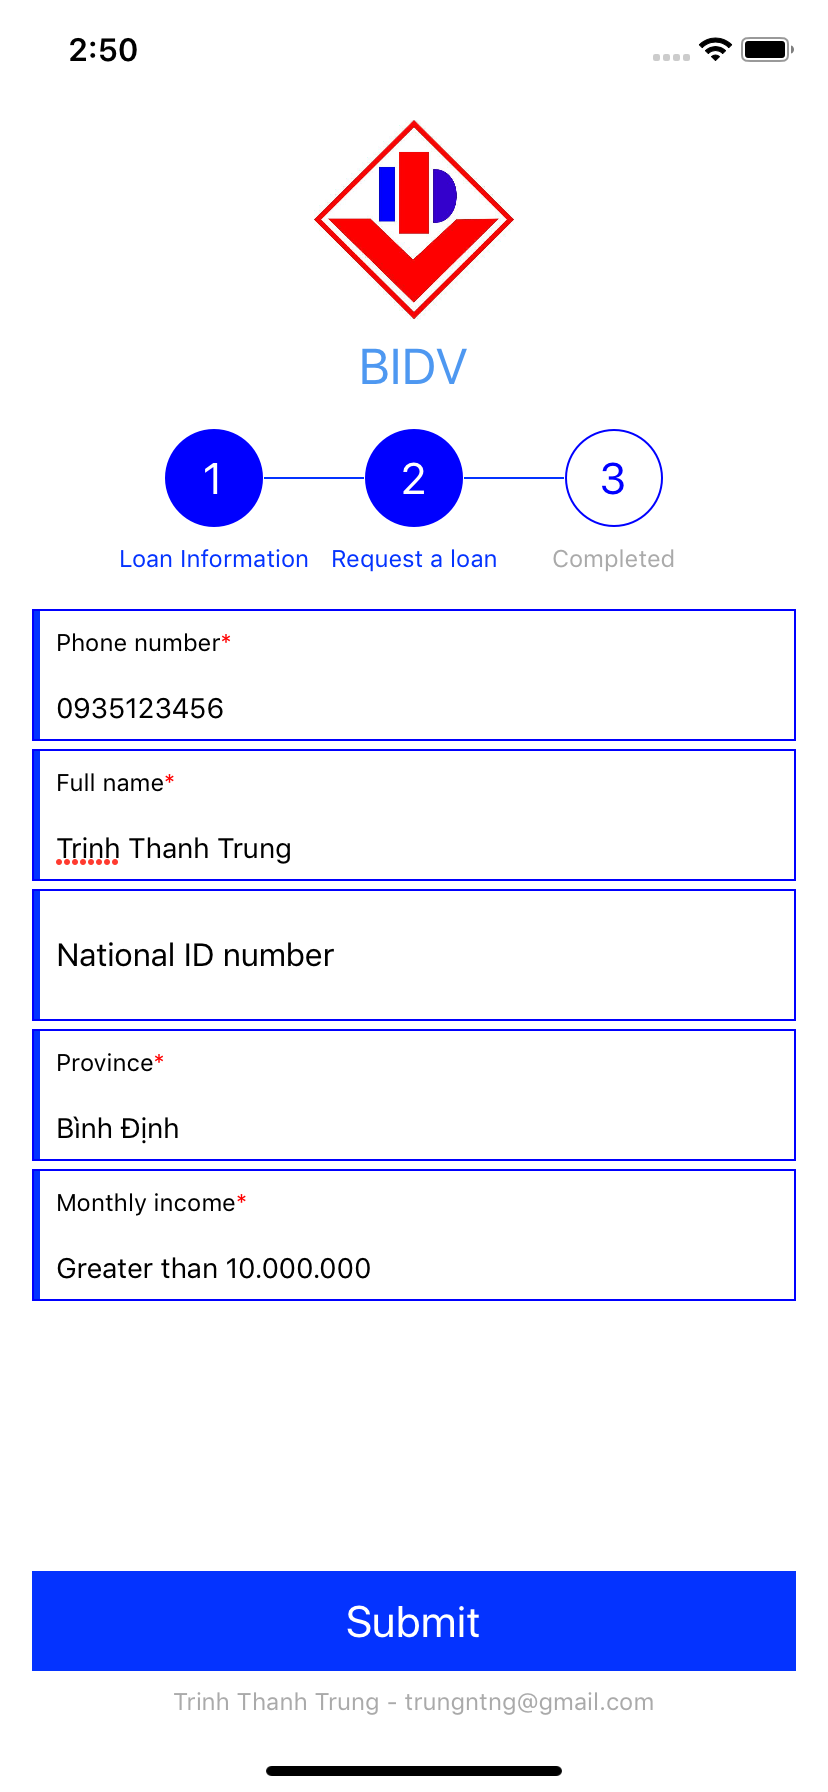 2:50
BIDV
1 2 3
Loan Information Request a loan Completed
Phone number*
0935123456
Full name*
Trinh Thanh Trung
National ID number
Province*
Bình Định
Monthly income*
Greater than 10.000.000
Submit
Trinh Thanh Trung - trungntng@gmail.com